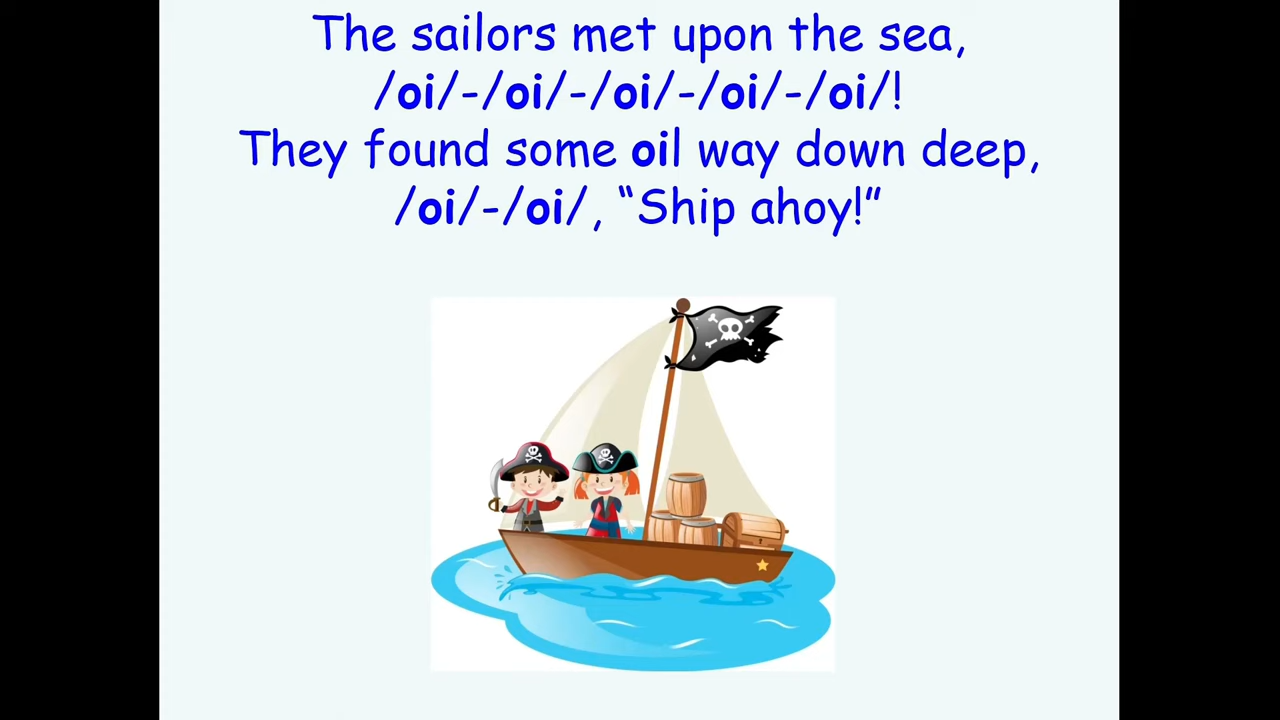 The sailors met upon the sea,
/oi/-/oi/-/oi/-/oi/-/oi/!
They found some oil way down deep,
/oi/-/oi/, “Ship ahoy!”